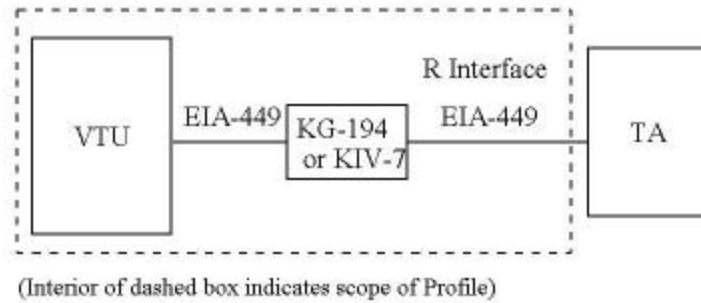 R Interface
VTU
EIA-449
KG-194
or KIV-7
EIA-449
TA
(Interior of dashed box indicates scope of Profile)